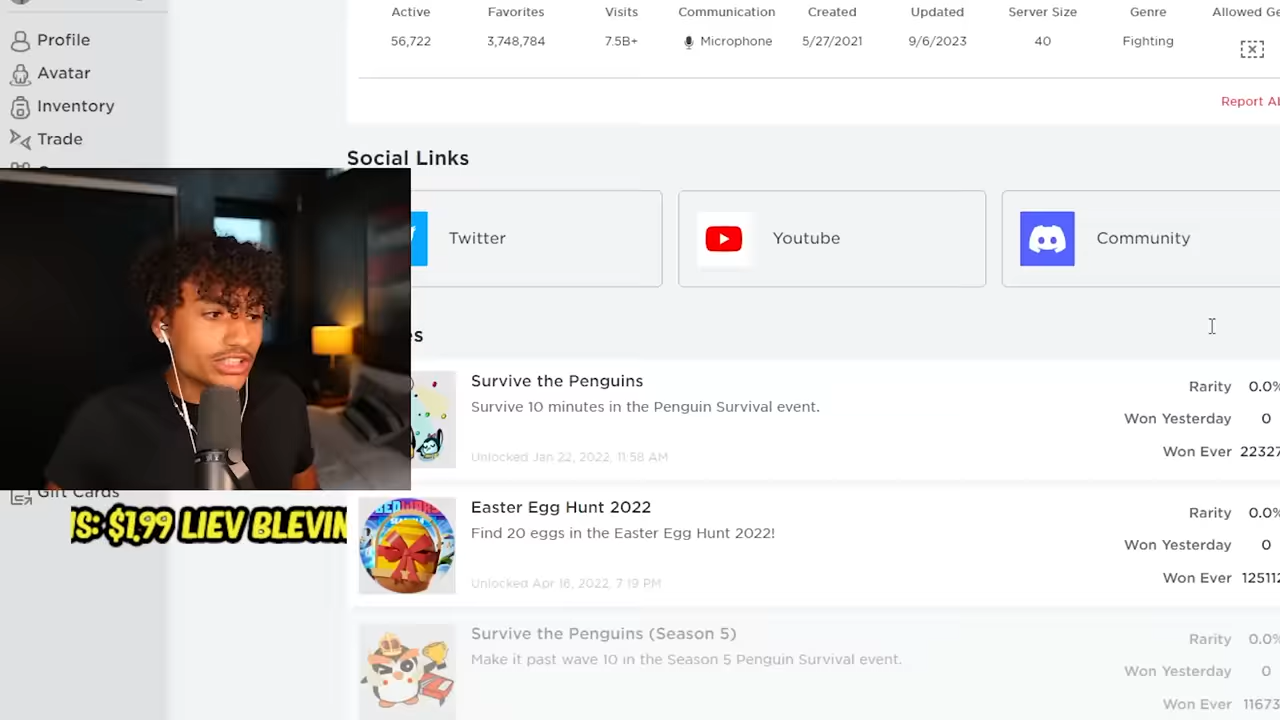 Active Favorites Visits Communication Created Updated Server Size Genre Allowed Ge
56,722 3,748,784 7.5B+ Microphone 5/27/2021 9/6/2023 40 Fighting
Profile
Avatar
Inventory
Trade
Report Al
Social Links
Twitter Youtube Community
es
Survive the Penguins
Survive 10 minutes in the Penguin Survival event.
Unlocked Jan 22, 2022, 11:58 AM
Rarity 0.0%
Won Yesterday 0
Won Ever 22327
Gift Cards
S: $1.99 LIEV BLEVIN
Easter Egg Hunt 2022
Find 20 eggs in the Easter Egg Hunt 2022!
Unlocked Apr 16, 2022, 7:19 PM
Rarity 0.0%
Won Yesterday 0
Won Ever 125112
Survive the Penguins (Season 5)
Make it past wave 10 in the Season 5 Penguin Survival event.
Rarity 0.0%
Won Yesterday 0
Won Ever 11673